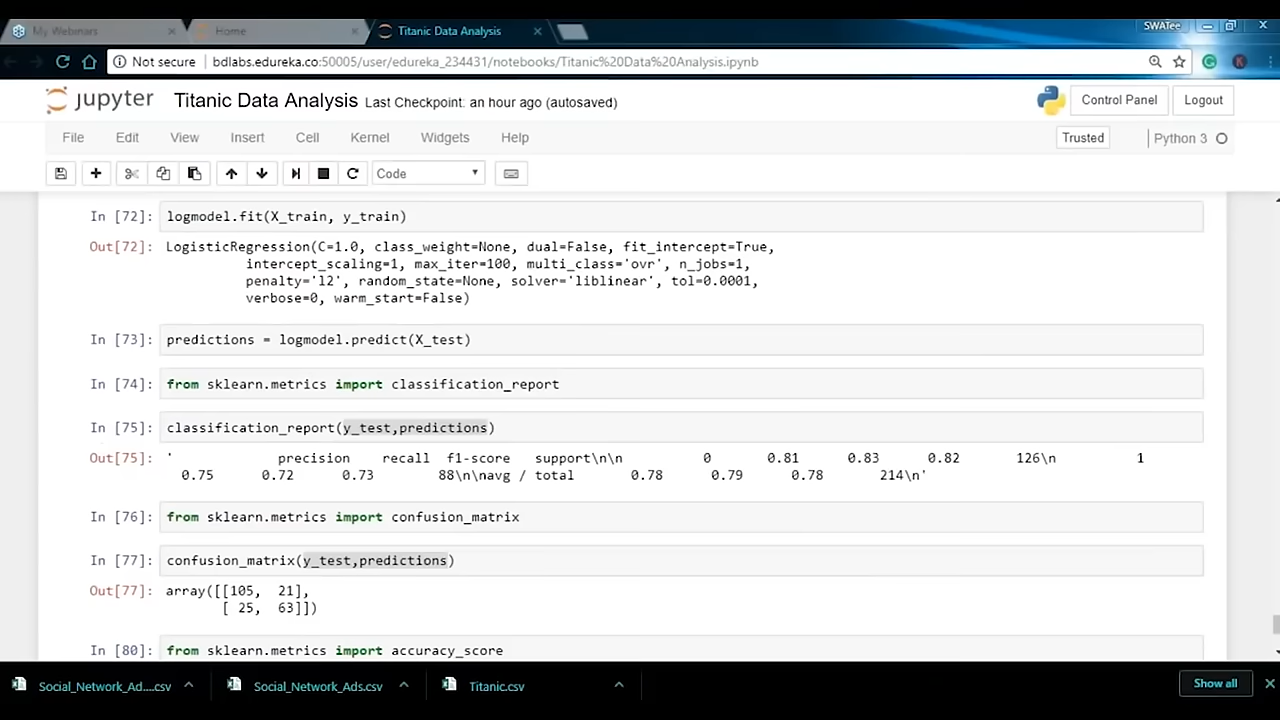 My Webinars
Home
Titanic Data Analysis
SWATee
Not secure
bdlabs.edureka.co:50005/user/edureka_234431/notebooks/Titanic%20Data%20Analysis.ipynb
K
jupyter Titanic Data Analysis Last Checkpoint: an hour ago (autosaved)
Control Panel
Logout
File Edit View Insert Cell Kernel Widgets Help
Trusted
Python 3
Code
In [72]: logmodel.fit(X_train, y_train)
Out[72]: LogisticRegression(C=1.0, class_weight=None, dual=False, fit_intercept=True,
intercept_scaling=1, max_iter=100, multi_class='ovr', n_jobs=1,
penalty='l2', random_state=None, solver='liblinear', tol=0.0001,
verbose=0, warm_start=False)
In [73]: predictions = logmodel.predict(X_test)
In [74]: from sklearn.metrics import classification_report
In [75]: classification_report(y_test,predictions)
Out[75]: ' precision recall f1-score support\n\n 0 0.81 0.83 0.82 126\n 1
0.75 0.72 0.73 88\n\navg / total 0.78 0.79 0.78 214\n'
In [76]: from sklearn.metrics import confusion_matrix
In [77]: confusion_matrix(y_test,predictions)
Out[77]: array([[105, 21],
[ 25, 63]])
In [80]: from sklearn.metrics import accuracy_score
Social_Network_Ad....csv
Social_Network_Ads.csv
Titanic.csv
Show all